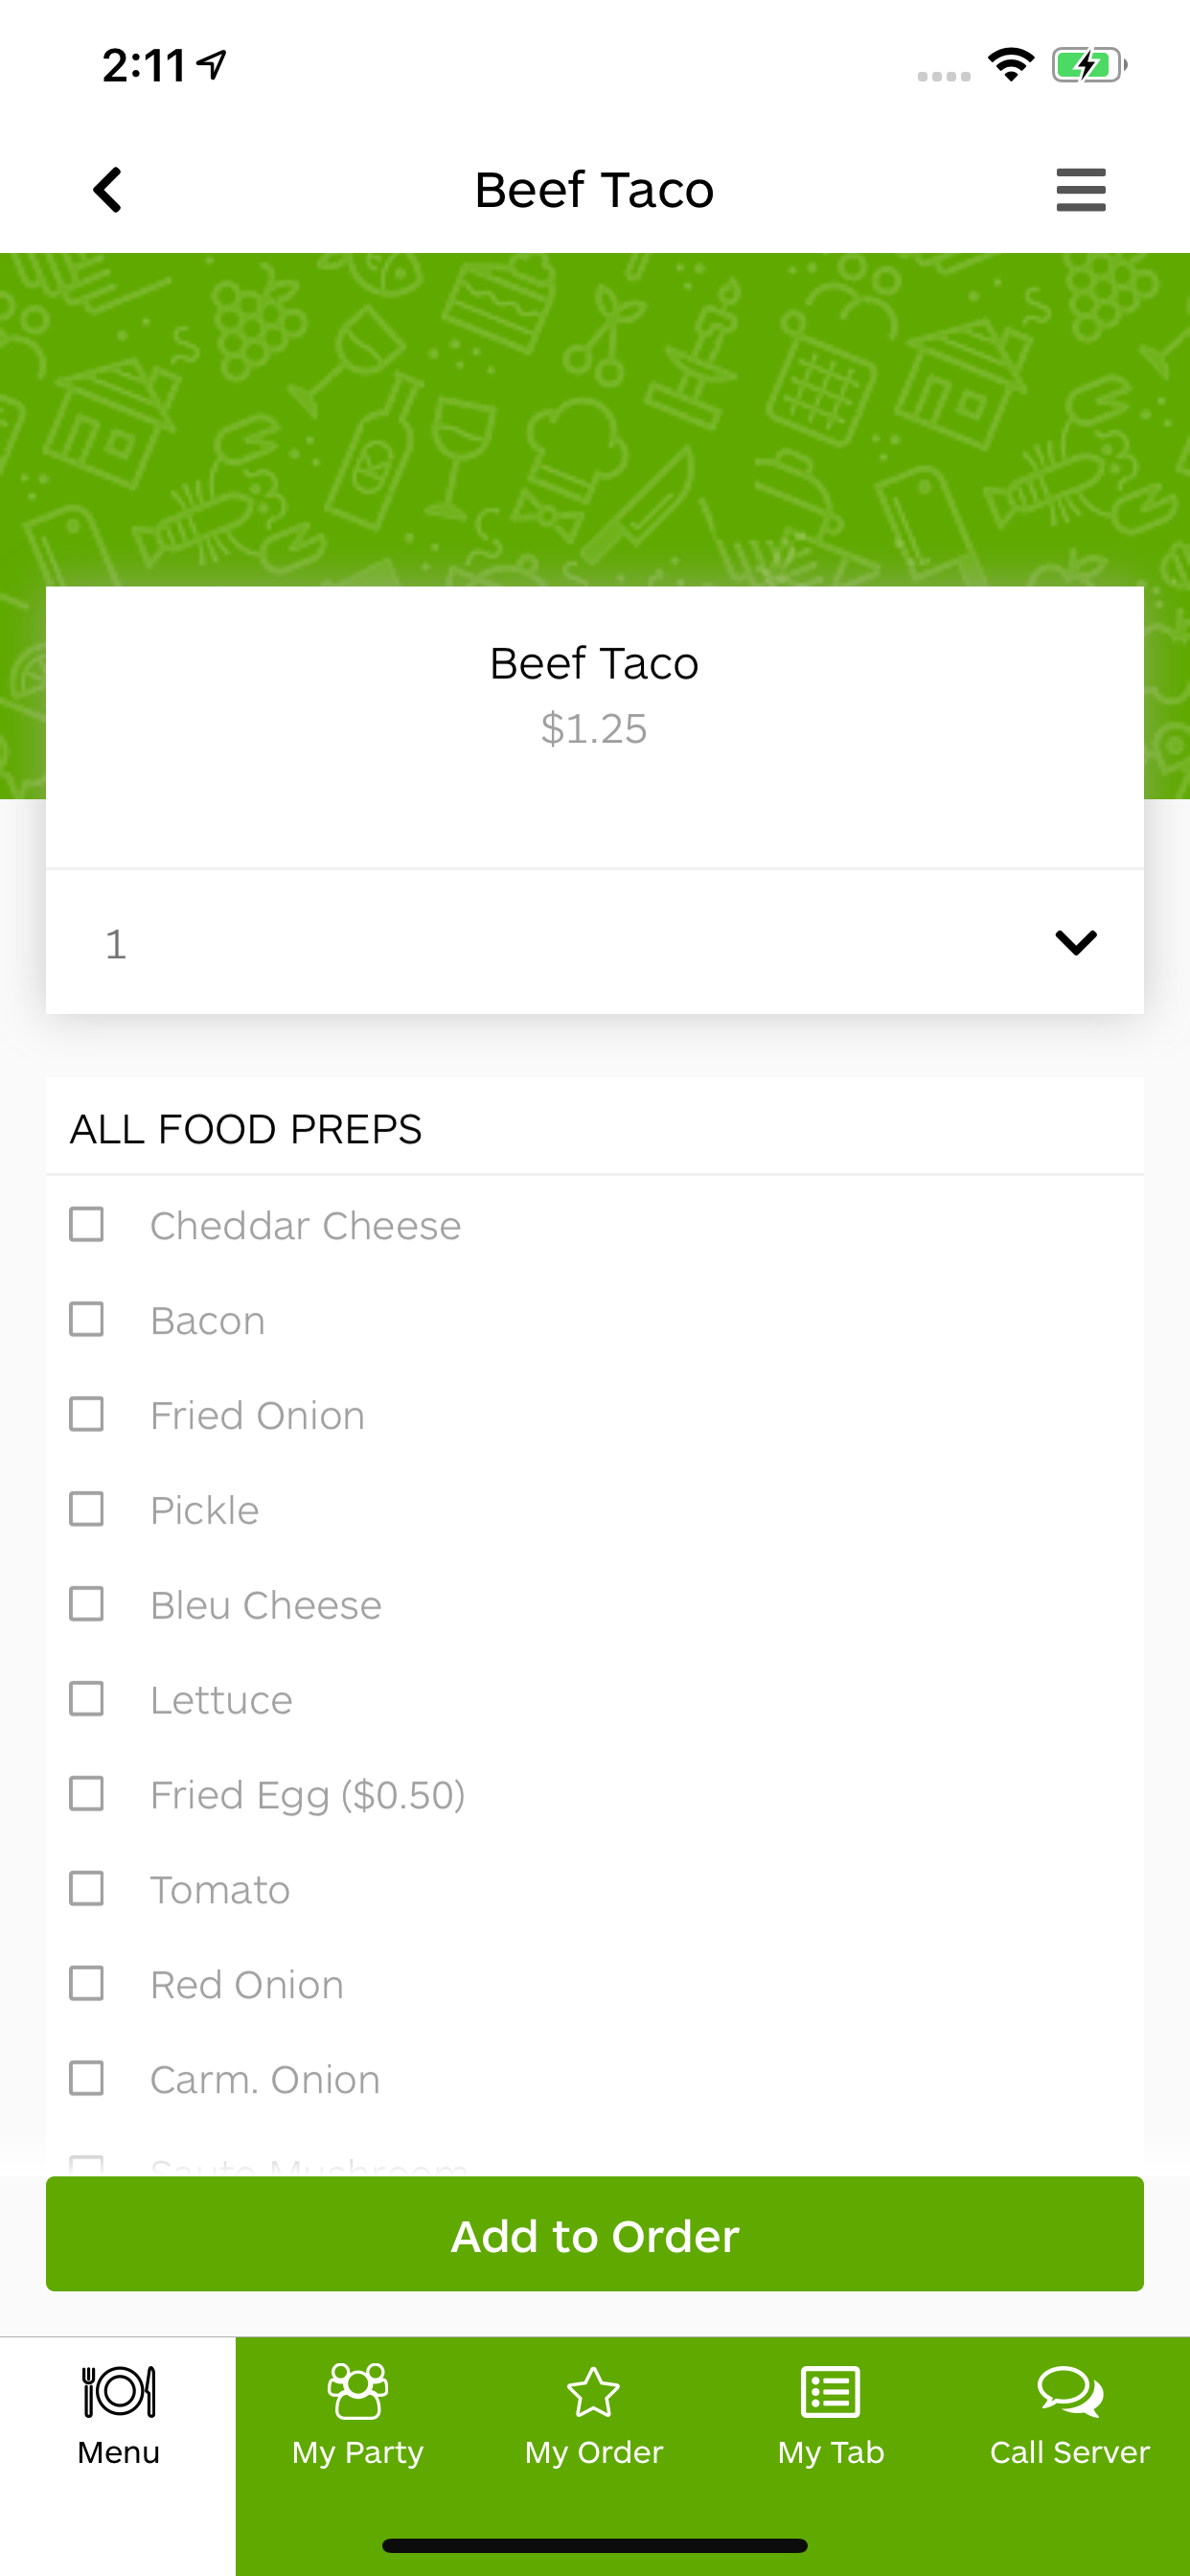 2:11
Beef Taco
Beef Taco
$1.25
1
ALL FOOD PREPS
Cheddar Cheese
Bacon
Fried Onion
Pickle
Bleu Cheese
Lettuce
Fried Egg ($0.50)
Tomato
Red Onion
Carm. Onion
Saute Mushroom
Add to Order
Menu
My Party
My Order
My Tab
Call Server